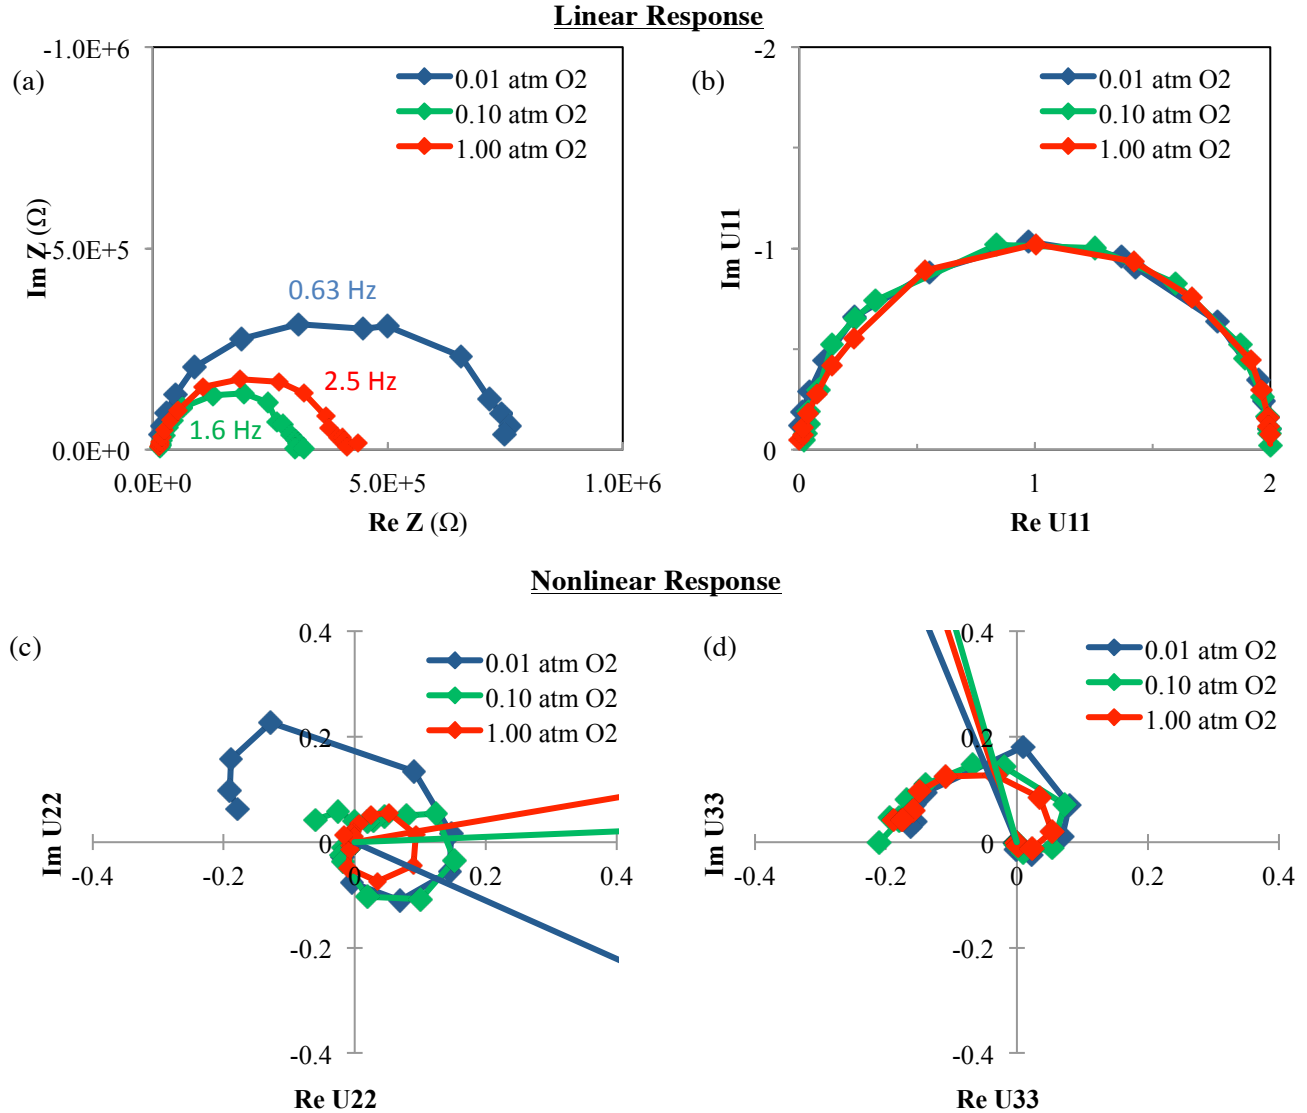 Linear Response
(a)
-1.0E+6
-5.0E+5
0.0E+0
0.0E+0 5.0E+5 1.0E+6
Im Z (Ω)
Re Z (Ω)
0.01 atm O2
0.10 atm O2
1.00 atm O2
0.63 Hz
2.5 Hz
1.6 Hz
(b)
-2
-1
0
0 1 2
Im U11
Re U11
0.01 atm O2
0.10 atm O2
1.00 atm O2
Nonlinear Response
(c)
0.4
0.2
0
-0.2
-0.4
-0.4 -0.2 0 0.2 0.4
Im U22
Re U22
0.01 atm O2
0.10 atm O2
1.00 atm O2
(d)
0.4
0.2
0
-0.2
-0.4
-0.4 -0.2 0 0.2 0.4
Im U33
Re U33
0.01 atm O2
0.10 atm O2
1.00 atm O2